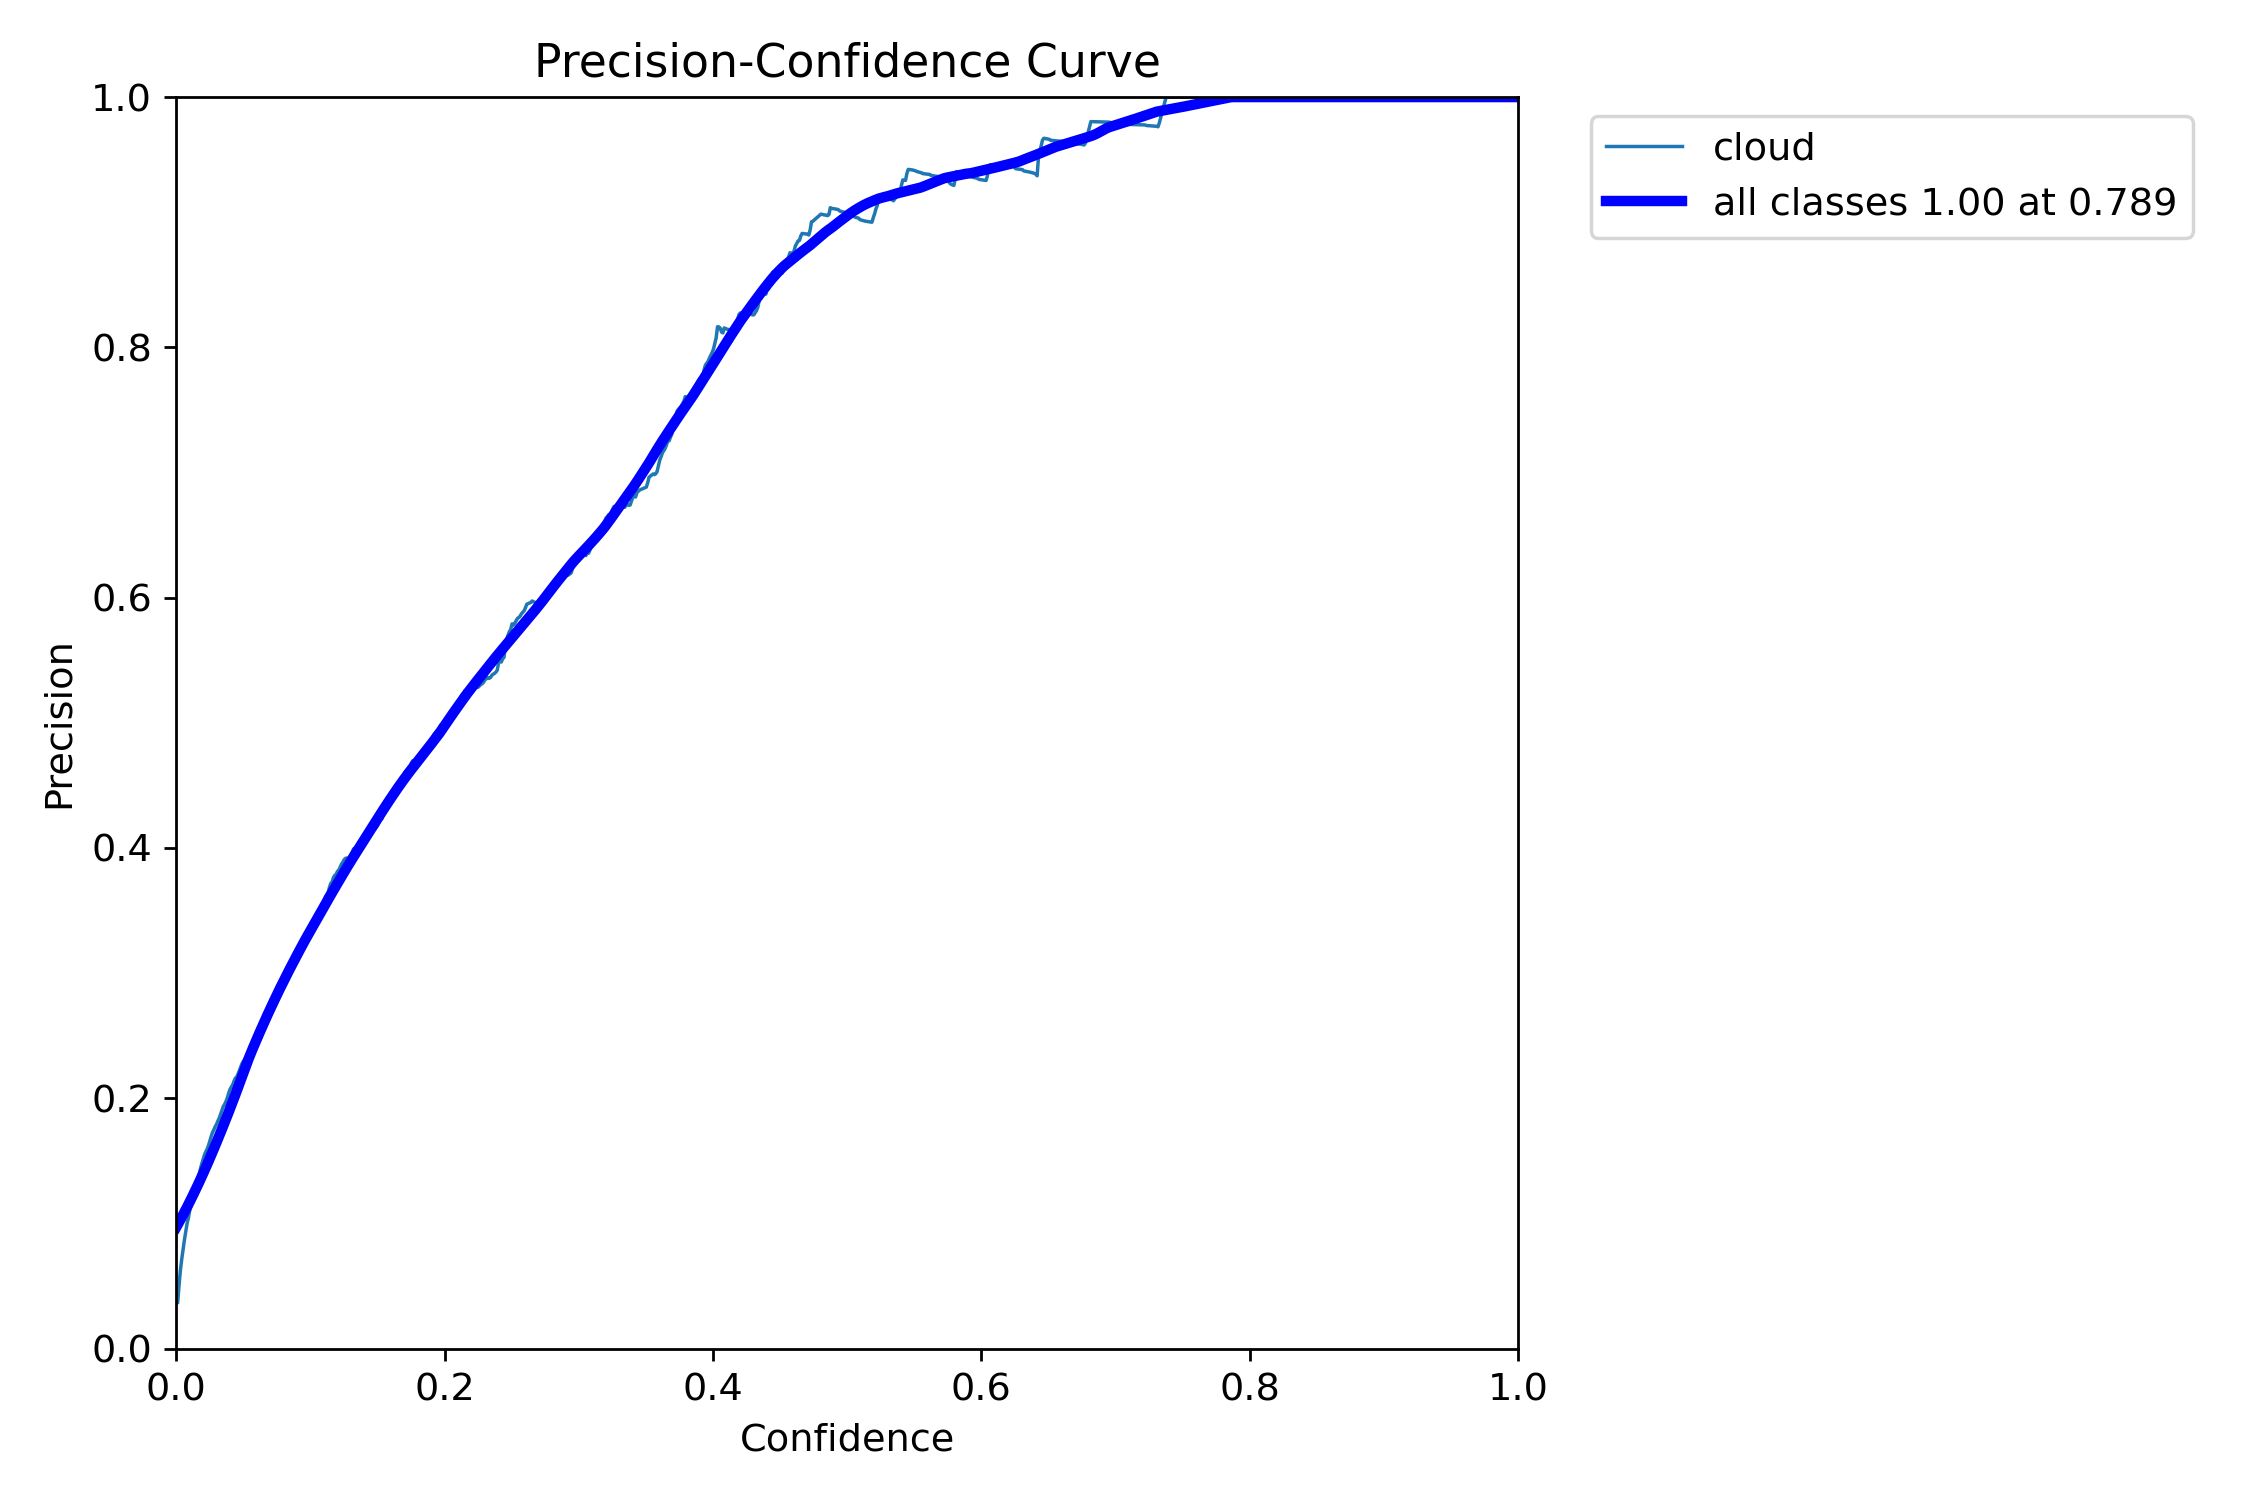 Precision-Confidence Curve
1.0
0.8
0.6
0.4
0.2
0.0
Precision
0.0 0.2 0.4 0.6 0.8 1.0
Confidence
cloud
all classes 1.00 at 0.789